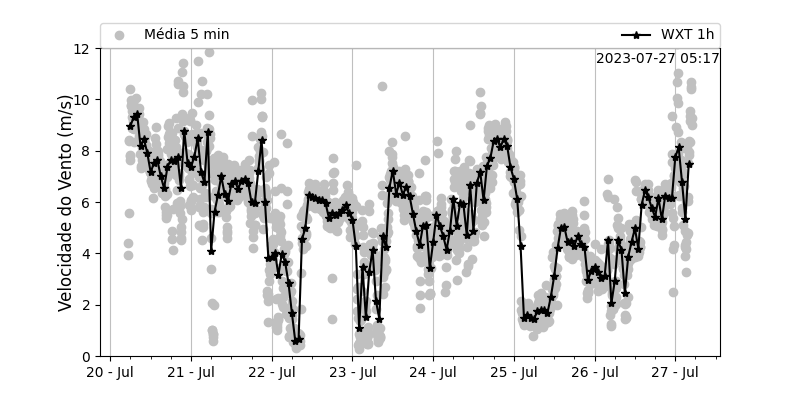 Média 5 min
WXT 1h
2023-07-27 05:17
Velocidade do Vento (m/s)
12
10
8
6
4
2
0
20 - Jul
21 - Jul
22 - Jul
23 - Jul
24 - Jul
25 - Jul
26 - Jul
27 - Jul